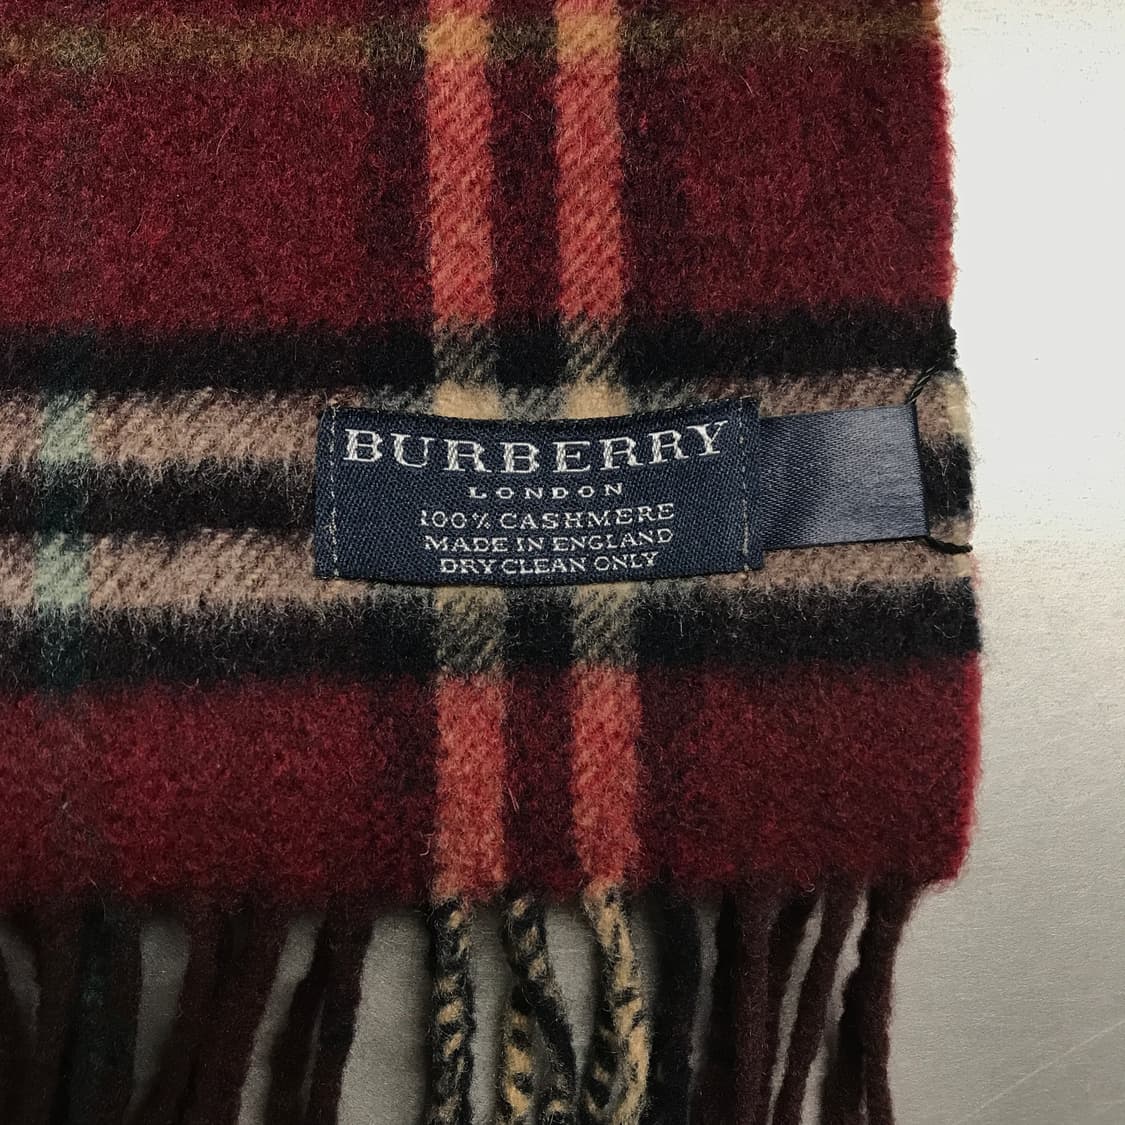 BURBERRY
LONDON
100% CASHMERE
MADE IN ENGLAND
DRY CLEAN ONLY